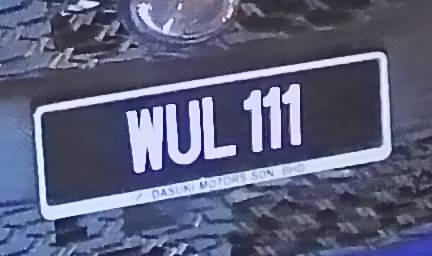 WUL 111
DASUKI MOTORS SDN. BHD.